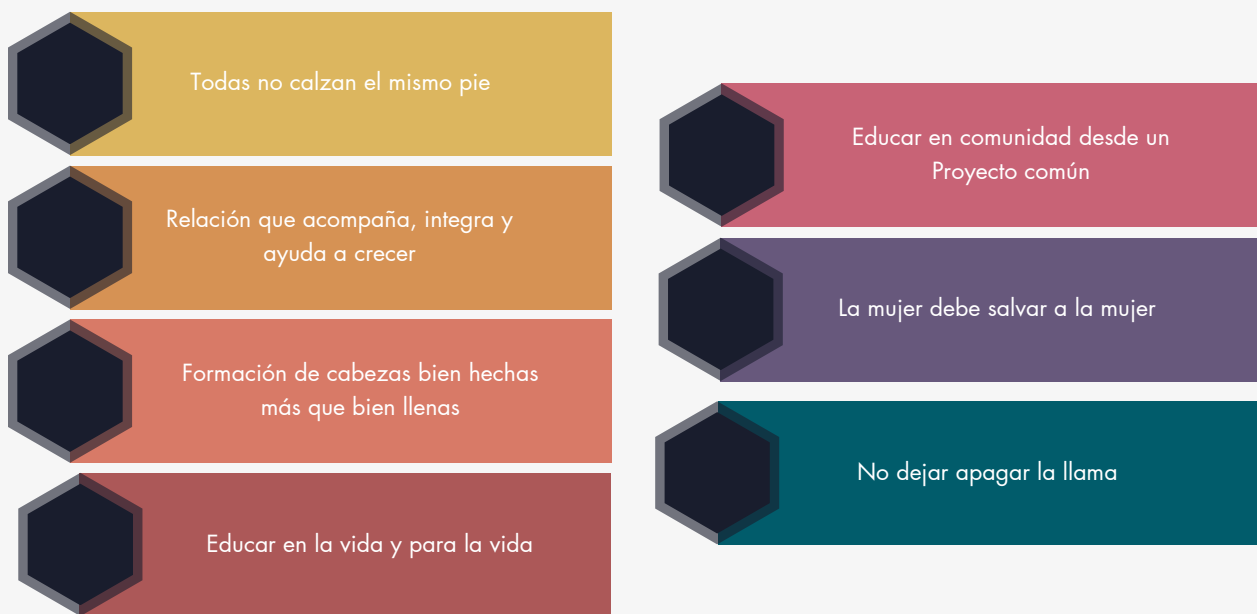 Todas no calzan el mismo pie
Relación que acompaña, integra y
ayuda a crecer
Formación de cabezas bien hechas
más que bien llenas
Educar en la vida y para la vida
Educar en comunidad desde un
Proyecto común
La mujer debe salvar a la mujer
No dejar apagar la llama